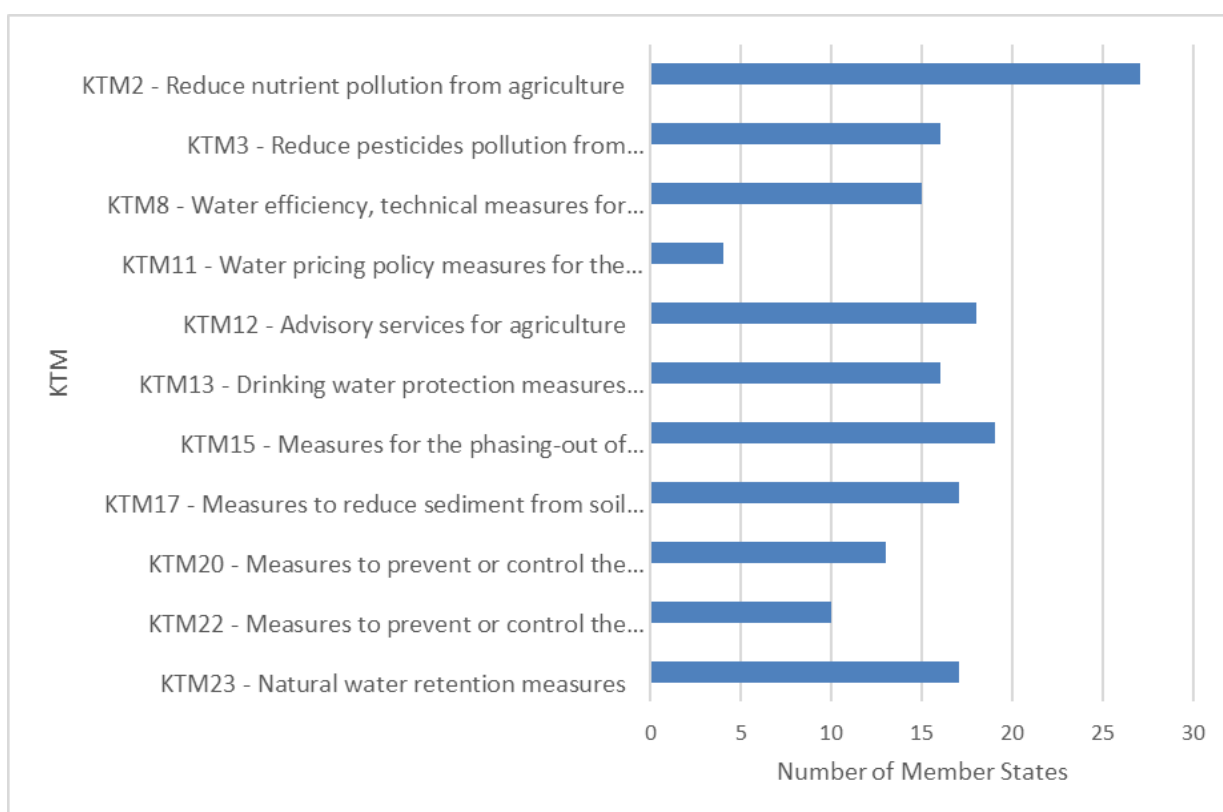 KTM2 - Reduce nutrient pollution from agriculture
KTM3 - Reduce pesticides pollution from...
KTM8 - Water efficiency, technical measures for...
KTM11 - Water pricing policy measures for the...
KTM12 - Advisory services for agriculture
KTM13 - Drinking water protection measures...
KTM15 - Measures for the phasing-out of...
KTM17 - Measures to reduce sediment from soil...
KTM20 - Measures to prevent or control the...
KTM22 - Measures to prevent or control the...
KTM23 - Natural water retention measures
KTM
0 5 10 15 20 25 30
Number of Member States